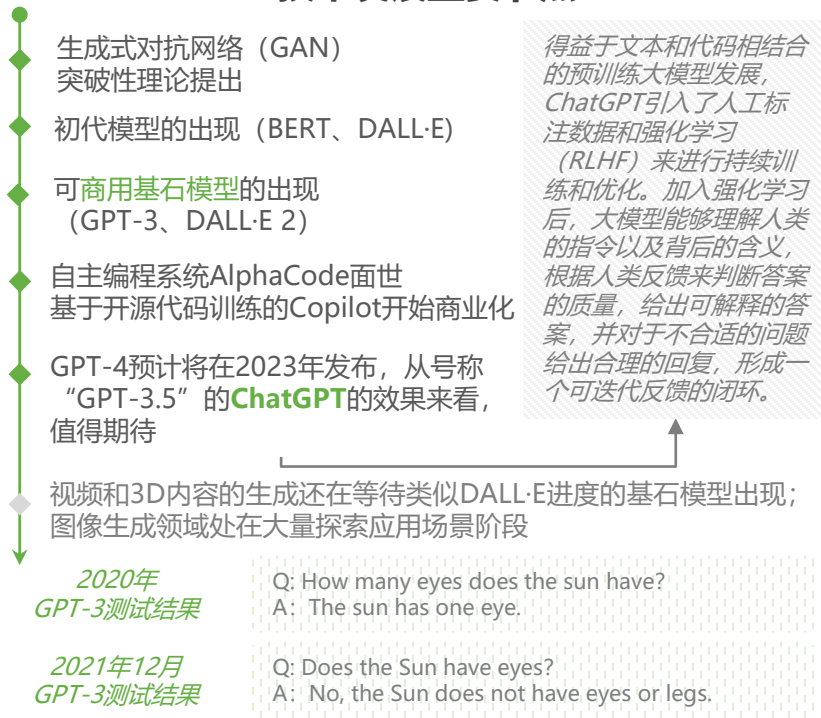 生成式对抗网络（GAN）
突破性理论提出
初代模型的出现（BERT、DALL·E)
可商用基石模型的出现
（GPT-3、DALL·E 2）
自主编程系统AlphaCode面世
基于开源代码训练的Copilot开始商业化
GPT-4预计将在2023年发布，从号称
“GPT-3.5”的ChatGPT的效果来看，
值得期待
得益于文本和代码相结合
的预训练大模型发展，
ChatGPT引入了人工标
注数据和强化学习
（RLHF）来进行持续训
练和优化。加入强化学习
后，大模型能够理解人类
的指令以及背后的含义，
根据人类反馈来判断答案
的质量，给出可解释的答
案，并对于不合适的问题
给出合理的回复，形成一
个可迭代反馈的闭环。
视频和3D内容的生成还在等待类似DALL·E进度的基石模型出现；
图像生成领域处在大量探索应用场景阶段
2020年
GPT-3测试结果
Q: How many eyes does the sun have?
A：The sun has one eye.
2021年12月
GPT-3测试结果
Q: Does the Sun have eyes?
A：No, the Sun does not have eyes or legs.